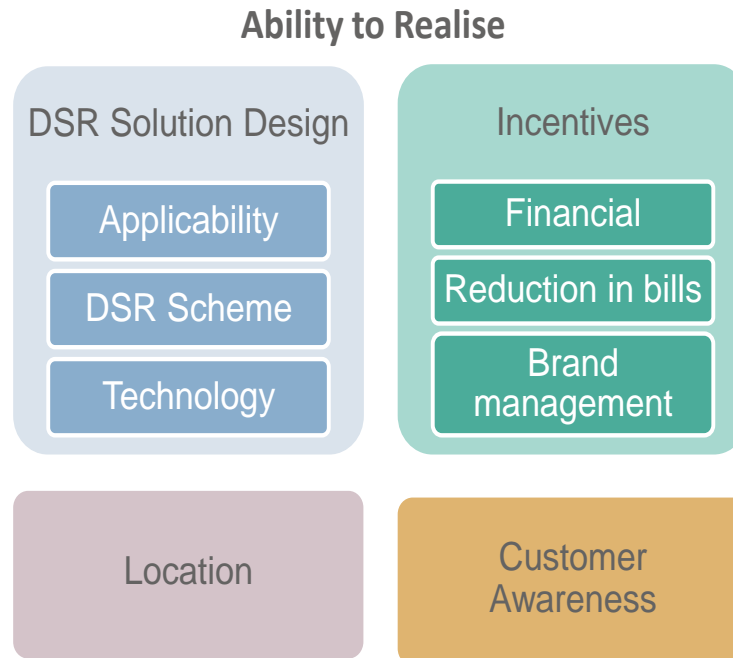 Ability to Realise
DSR Solution Design
Applicability
DSR Scheme
Technology
Incentives
Financial
Reduction in bills
Brand
management
Location
Customer
Awareness